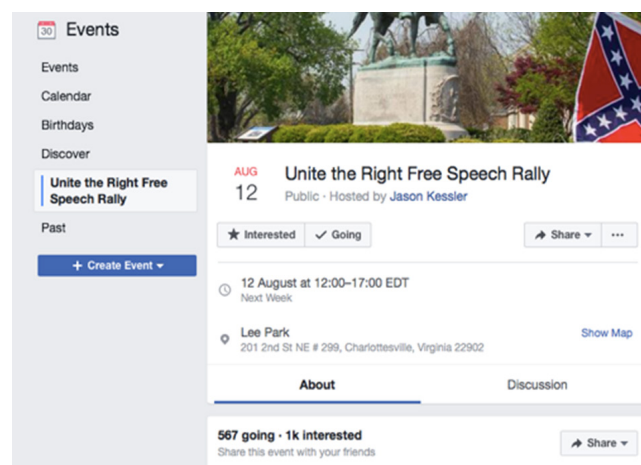 30
Events
Events
Calendar
Birthdays
Discover
Unite the Right Free
Speech Rally
Past
+ Create Event
AUG
12
Unite the Right Free Speech Rally
Public · Hosted by Jason Kessler
Interested
Going
Share
12 August at 12:00–17:00 EDT
Next Week
Lee Park
201 2nd St NE # 299, Charlottesville, Virginia 22902
Show Map
About
Discussion
567 going · 1k interested
Share this event with your friends
Share